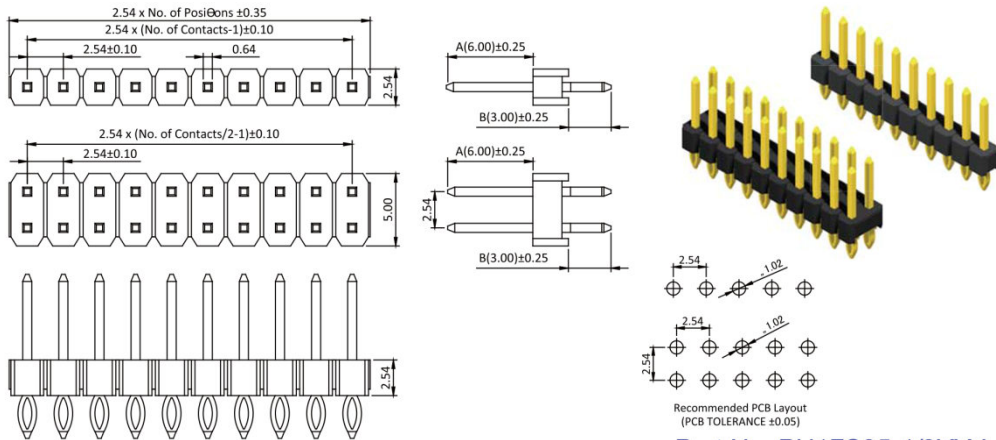 2.54 x No. of PosiƟons ±0.35
2.54 x (No. of Contacts-1)±0.10
2.54±0.10
0.64
2.54
A(6.00)±0.25
B(3.00)±0.25
2.54 x (No. of Contacts/2-1)±0.10
2.54±0.10
5.00
A(6.00)±0.25
2.54
B(3.00)±0.25
2.54
2.54
1.02
2.54
1.02
2.54
Recommended PCB Layout
(PCB TOLERANCE ±0.05)